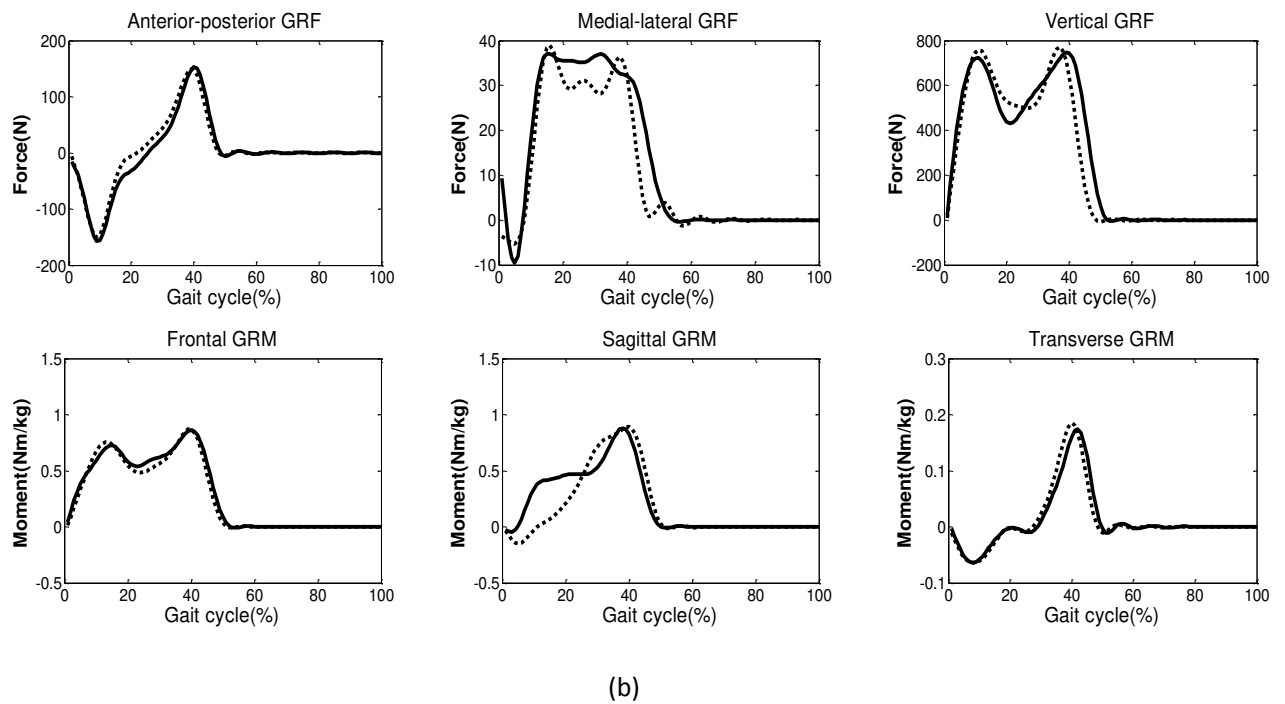 Anterior-posterior GRF
Medial-lateral GRF
Vertical GRF
200
100
0
-100
-200
Force(N)
0 20 40 60 80 100
Gait cycle(%)
40
30
20
10
0
-10
Force(N)
0 20 40 60 80 100
Gait cycle(%)
800
600
400
200
0
-200
Force(N)
0 20 40 60 80 100
Gait cycle(%)
Frontal GRM
Sagittal GRM
Transverse GRM
1.5
1
0.5
0
-0.5
Moment(Nm/kg)
0 20 40 60 80 100
Gait cycle(%)
1.5
1
0.5
0
-0.5
Moment(Nm/kg)
0 20 40 60 80 100
Gait cycle(%)
0.3
0.2
0.1
0
-0.1
Moment(Nm/kg)
0 20 40 60 80 100
Gait cycle(%)
(b)